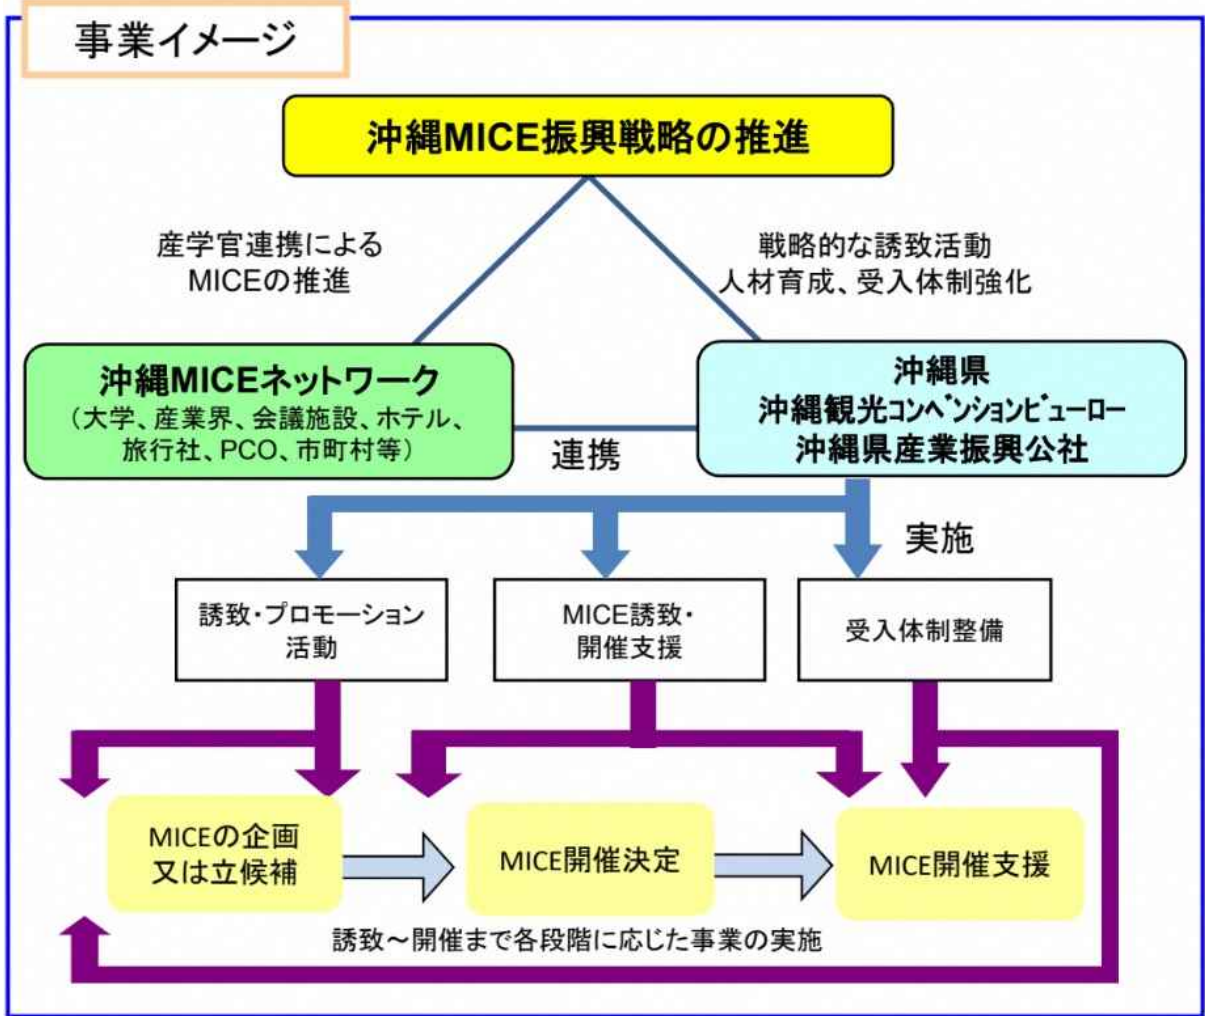 事業イメージ
沖縄MICE振興戦略の推進
産学官連携による
MICEの推進
戦略的な誘致活動
人材育成、受入体制強化
沖縄MICEネットワーク
（大学、産業界、会議施設、ホテル、
旅行社、PCO、市町村等）
連携
沖縄県
沖縄観光ｺﾝﾍﾞﾝｼｮﾝﾋﾞｭｰﾛｰ
沖縄県産業振興公社
実施
誘致・プロモーション
活動
MICE誘致・
開催支援
受入体制整備
MICEの企画
又は立候補
MICE開催決定
MICE開催支援
誘致～開催まで各段階に応じた事業の実施